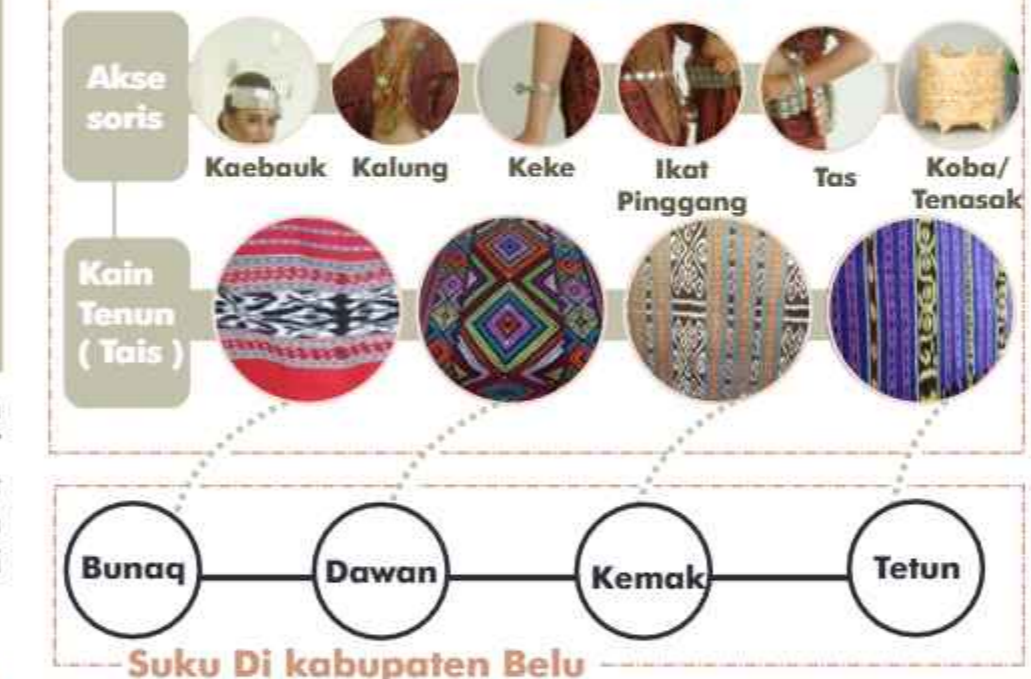 Akse
soris
Kaebauk
Kalung
Keke
Ikat
Pinggang
Tas
Koba/
Tenasak
Kain
Tenun
( Tais )
Bunaq
Dawan
Kemak
Tetun
Suku Di kabupaten Belu